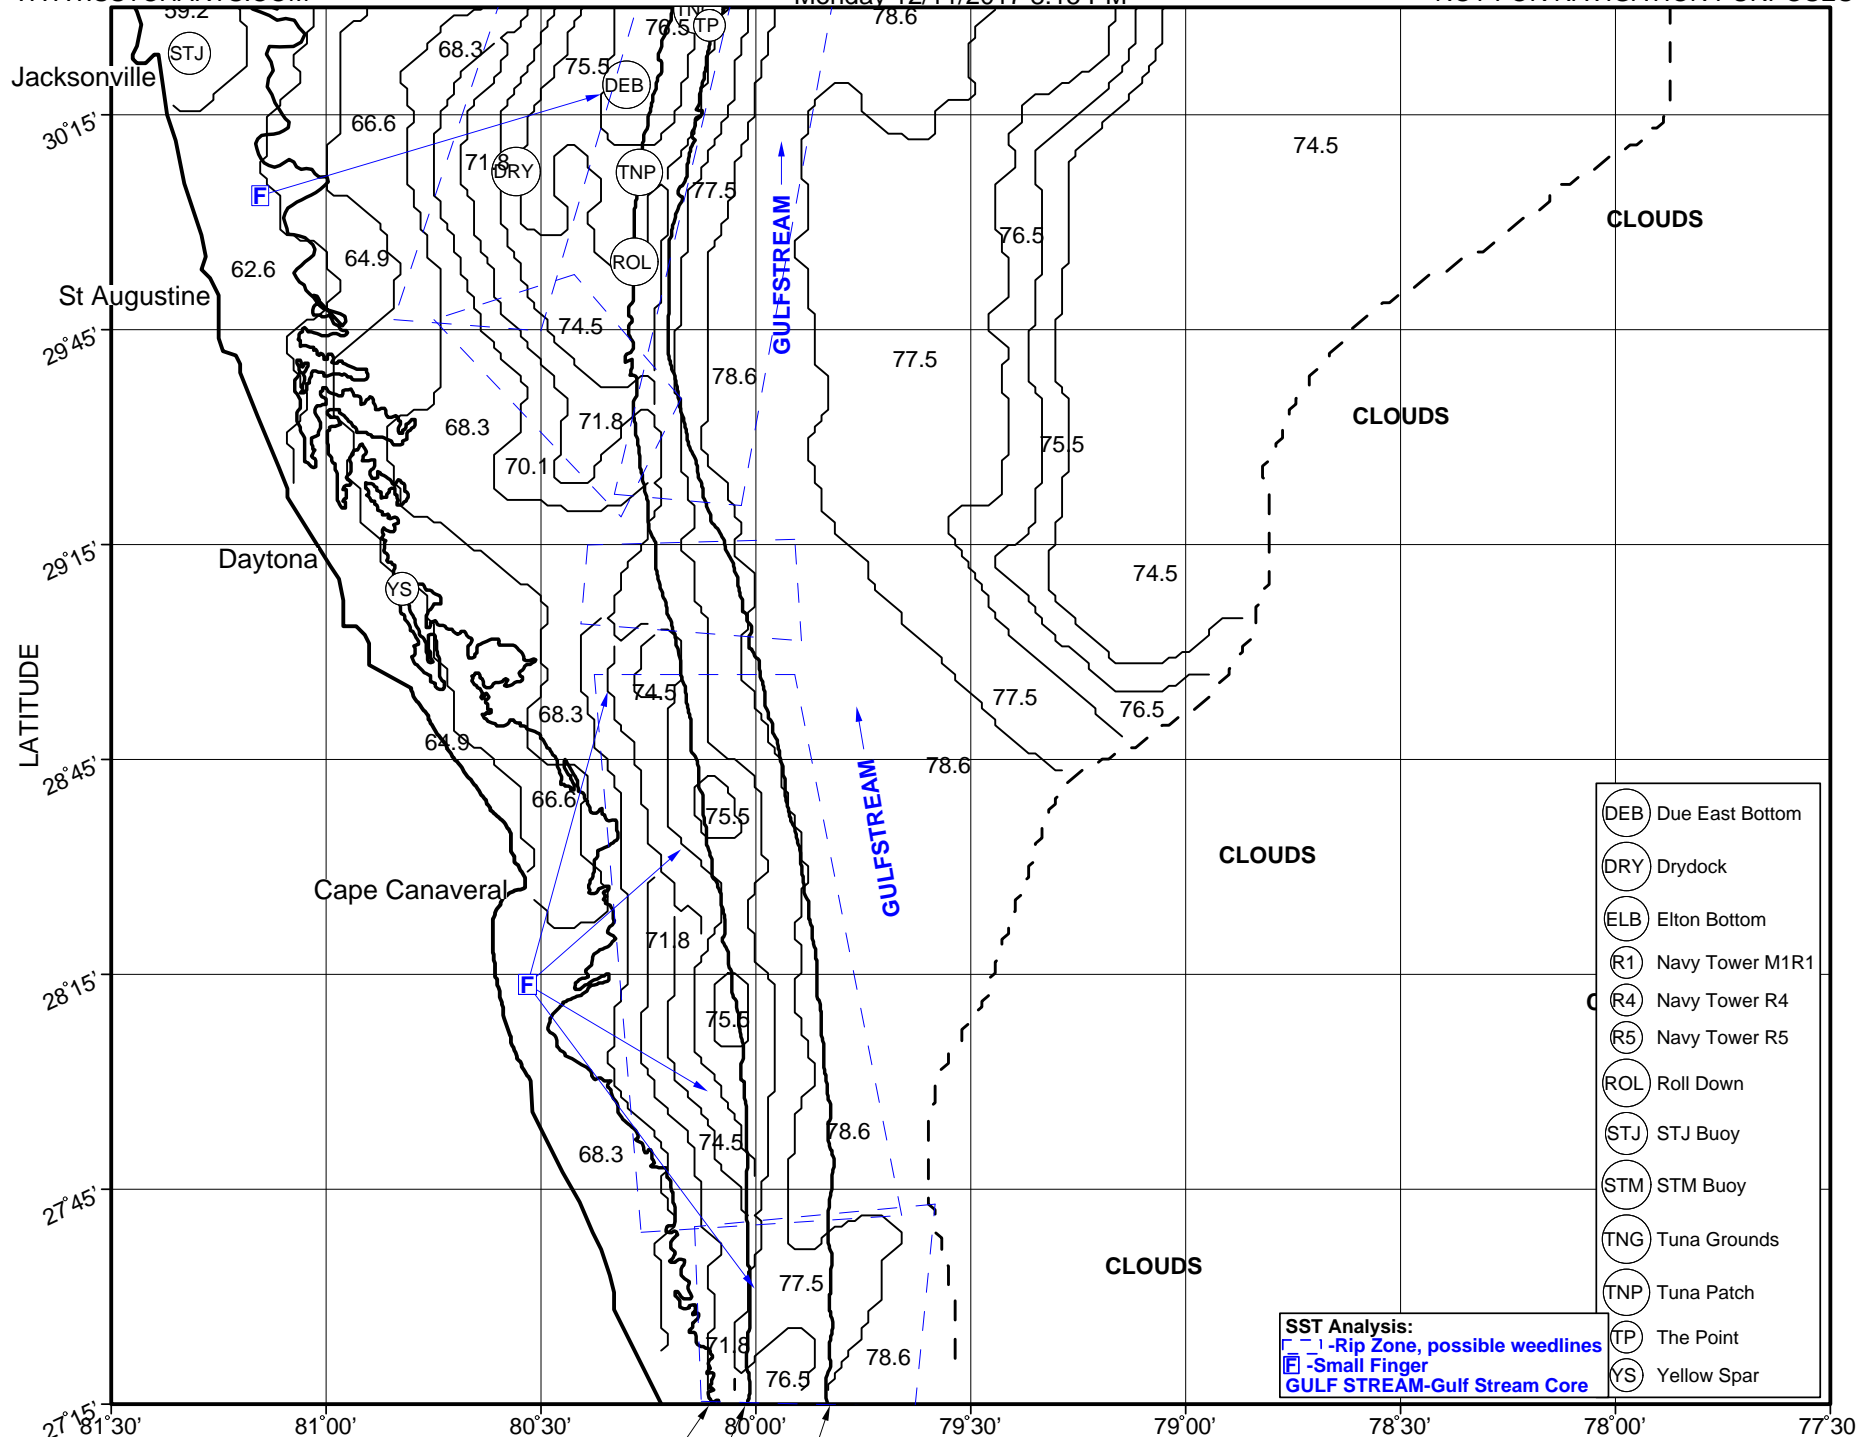 59.2
76.5
TP
78.6
STJ
68.3
75.5
DEB
Jacksonville
30°15'
66.6
74.5
71.8
DRY
TNP
77.5
F
GULFSTREAM
CLOUDS
76.5
62.6
64.9
ROL
St Augustine
74.5
29°45'
77.5
78.6
CLOUDS
68.3
71.8
75.5
70.1
Daytona
29°15'
74.5
YS
LATITUDE
74.5
77.5
76.5
68.3
64.9
28°45'
78.6
GULFSTREAM
66.6
75.5
CLOUDS
Cape Canaveral
71.8
28°15'
F
75.5
74.5
78.6
68.3
27°45'
CLOUDS
77.5
71.8
78.6
76.5
DEB Due East Bottom
DRY Drydock
ELB Elton Bottom
R1 Navy Tower M1R1
R4 Navy Tower R4
R5 Navy Tower R5
ROL Roll Down
STJ STJ Buoy
STM STM Buoy
TNG Tuna Grounds
TNP Tuna Patch
TP The Point
YS Yellow Spar
SST Analysis:
-Rip Zone, possible weedlines
F -Small Finger
GULF STREAM-Gulf Stream Core
27°15'
81°30'
81°00'
80°30'
80°00'
79°30'
79°00'
78°30'
78°00'
77°30'